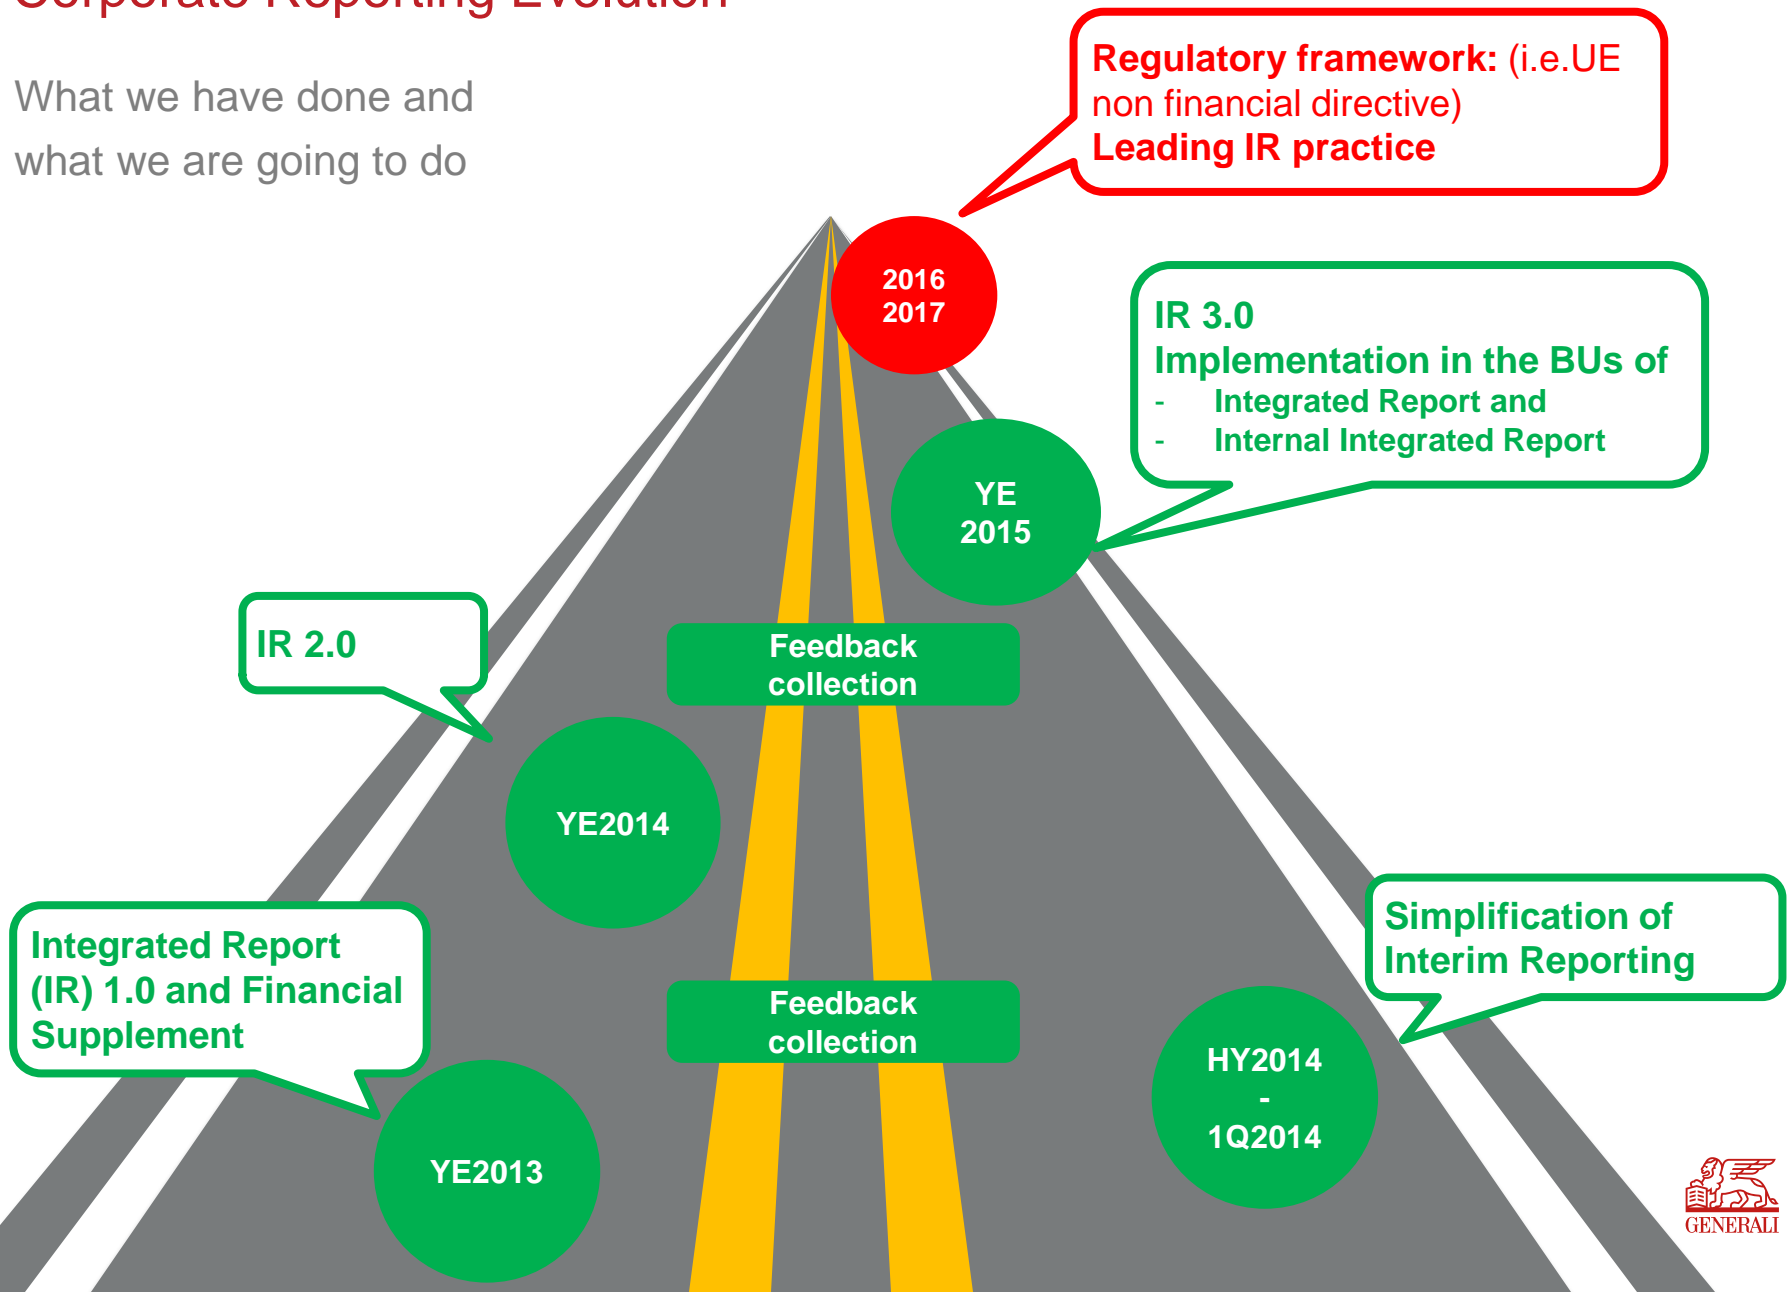 Corporate Reporting Evolution
What we have done and
what we are going to do
Regulatory framework: (i.e.UE
non financial directive)
Leading IR practice
2016
2017
IR 3.0
Implementation in the BUs of
- Integrated Report and
- Internal Integrated Report
YE
2015
IR 2.0
Feedback
collection
YE2014
Simplification of
Interim Reporting
Integrated Report
(IR) 1.0 and Financial
Supplement
Feedback
collection
HY2014
-
1Q2014
YE2013
GENERALI